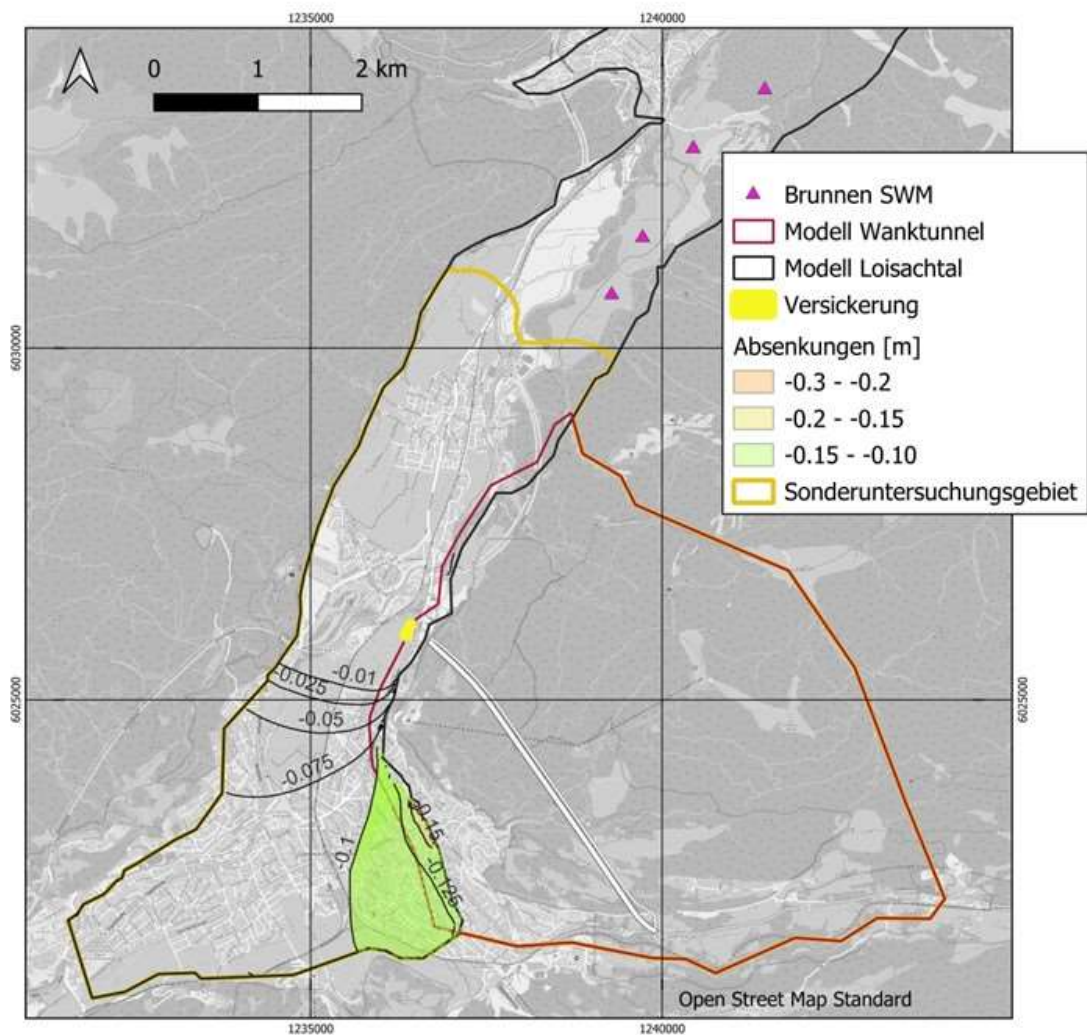 1235000 1240000
0 1 2 km
Brunnen SWM
Modell Wanktunnel
Modell Loisachtal
Versickerung
Absenkungen [m]
-0.3 - -0.2
-0.2 - -0.15
-0.15 - -0.10
Sonderuntersuchungsgebiet
6030000
6030000
-0.01
-0.025
-0.05
-0.075
6025000
6025000
-0.1
-0.15
-0.125
Open Street Map Standard
1235000 1240000